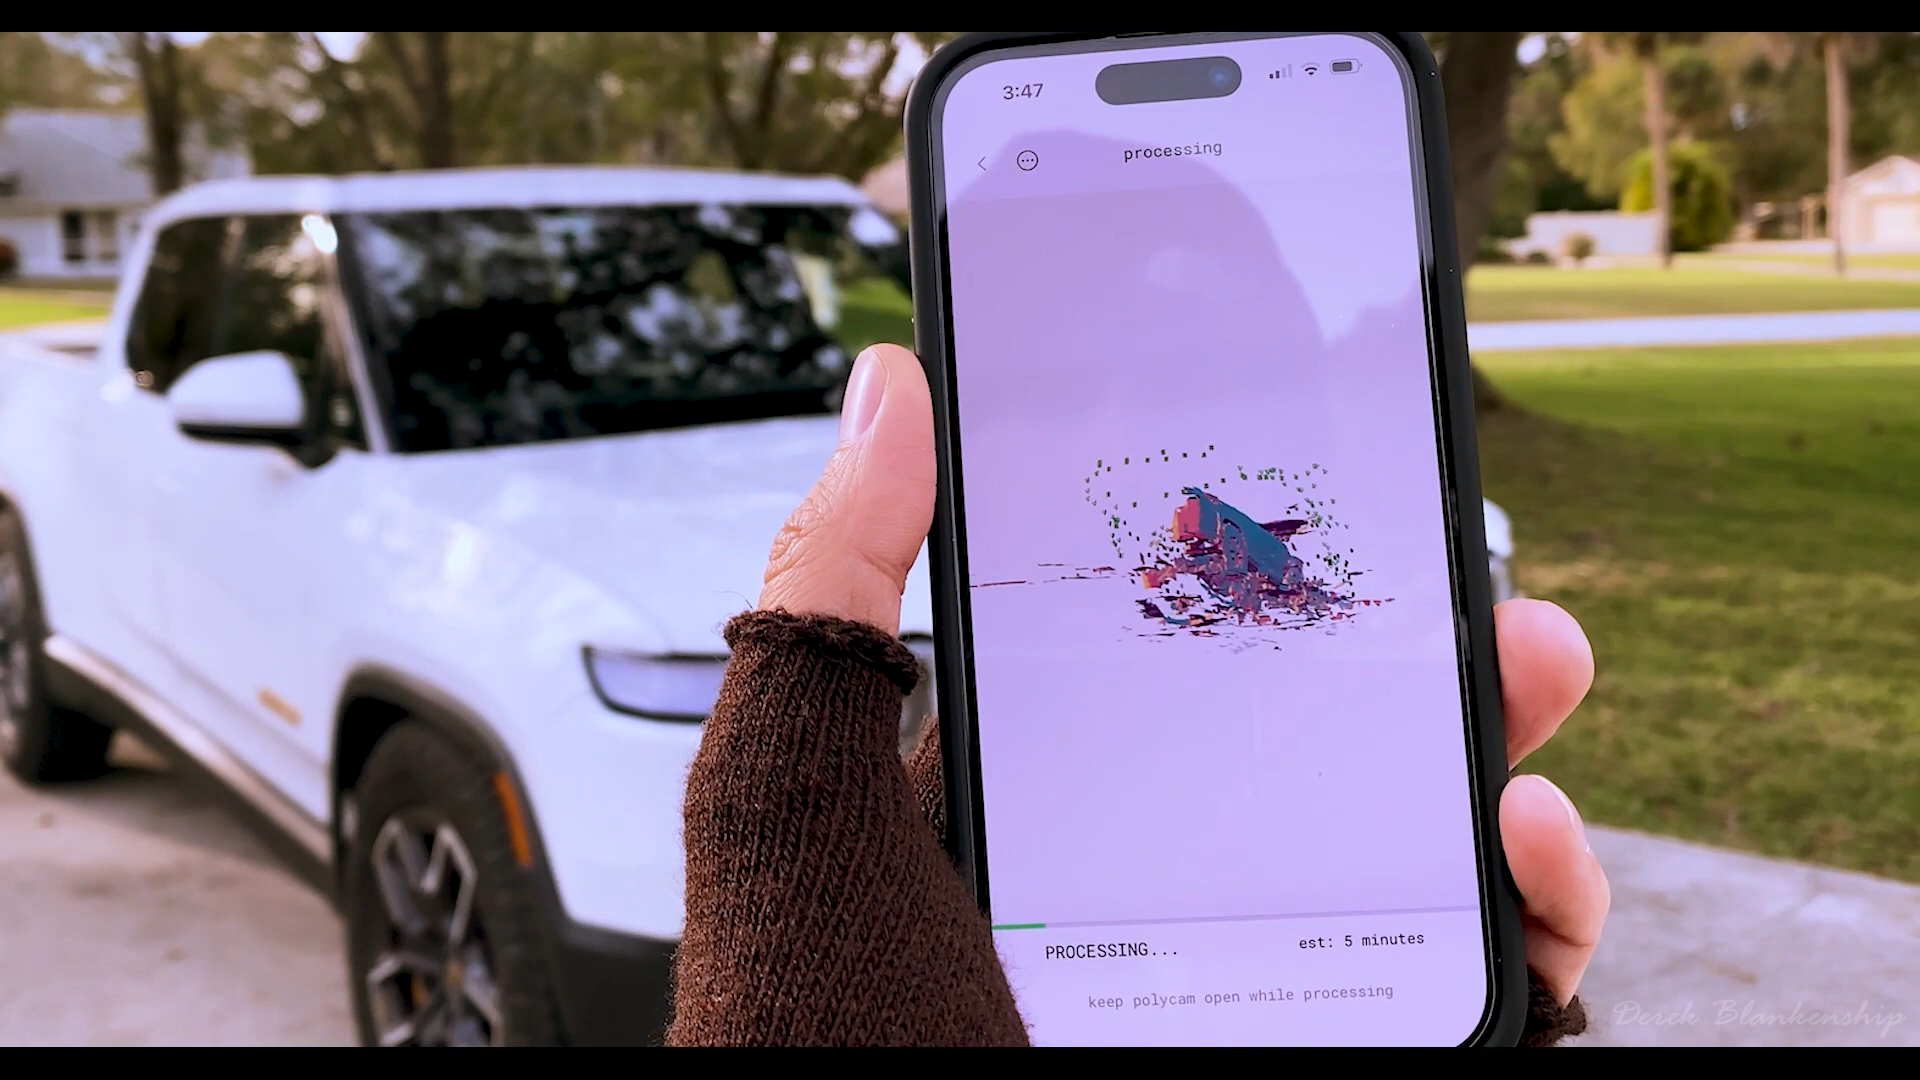 3:47
processing
PROCESSING...
est: 5 minutes
keep polycam open while processing
Derek Blankenship